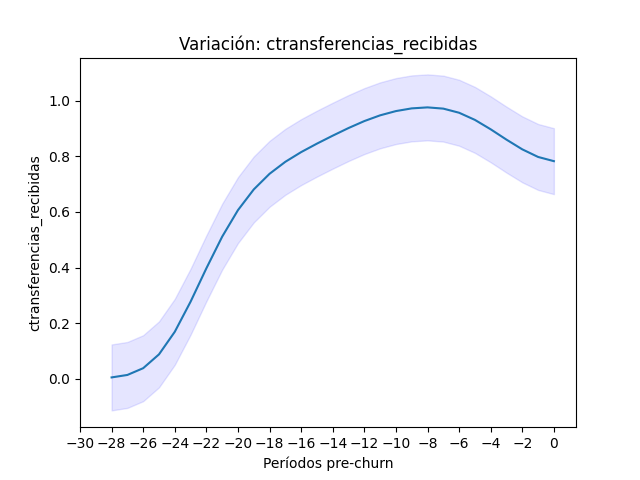 Variación: ctransferencias_recibidas
ctransferencias_recibidas
1.0
0.8
0.6
0.4
0.2
0.0
−30 −28 −26 −24 −22 −20 −18 −16 −14 −12 −10 −8 −6 −4 −2 0
Períodos pre-churn